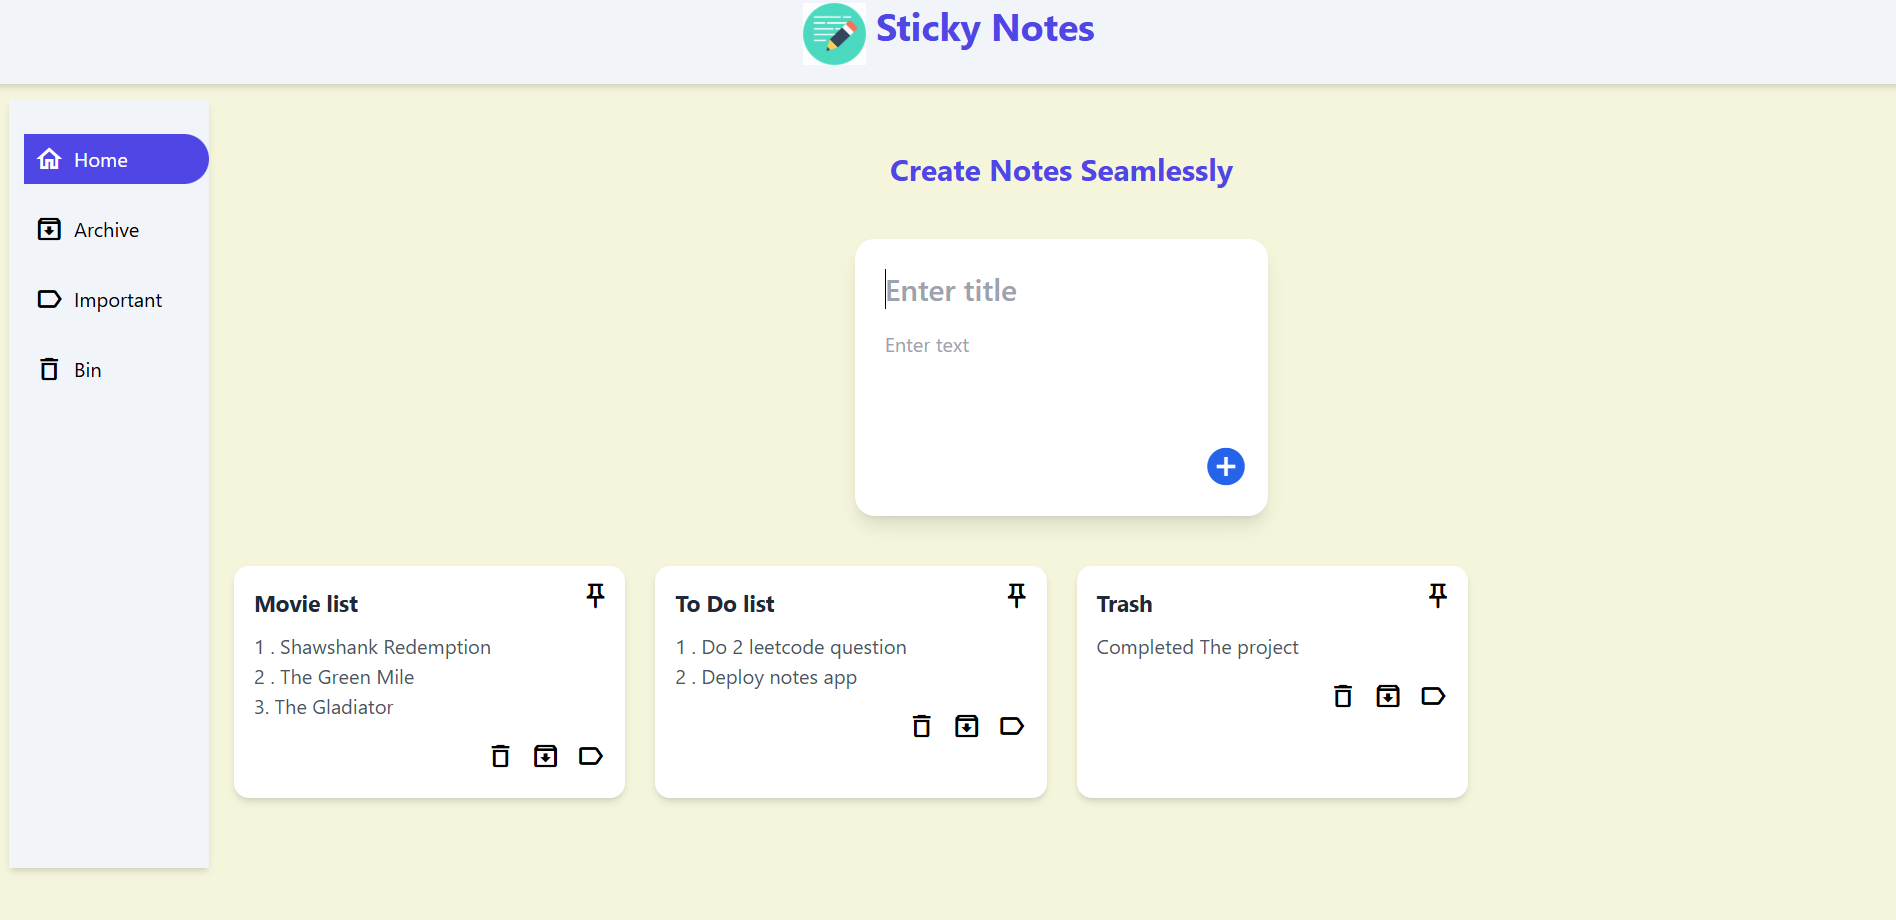 Sticky Notes
Home
Archive
Important
Bin
Create Notes Seamlessly
Enter title
Enter text
Movie list
1 . Shawshank Redemption
2 . The Green Mile
3. The Gladiator
To Do list
1 . Do 2 leetcode question
2 . Deploy notes app
Trash
Completed The project